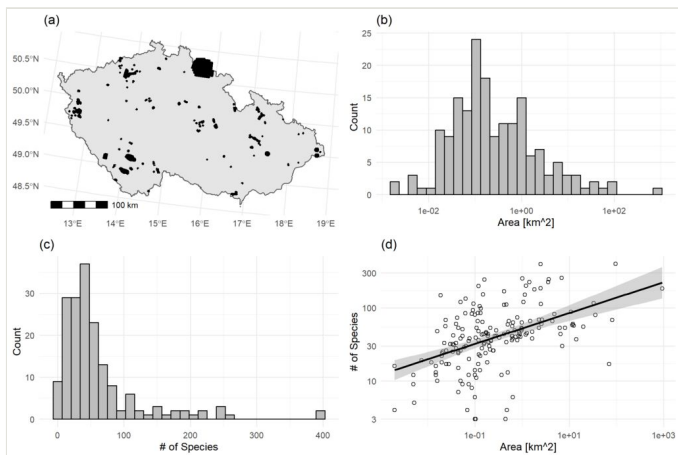 (a)
50.5°N
50.0°N
49.5°N
49.0°N
48.5°N
100 km
13°E 14°E 15°E 16°E 17°E 18°E 19°E
(b)
25
20
15
10
5
0
Count
1e-02 1e+00 1e+02
Area [km^2]
(c)
30
20
10
0
Count
0 100 200 300 400
# of Species
(d)
300
100
30
10
3
# of Species
1e-01 1e+01 1e+03
Area [km^2]